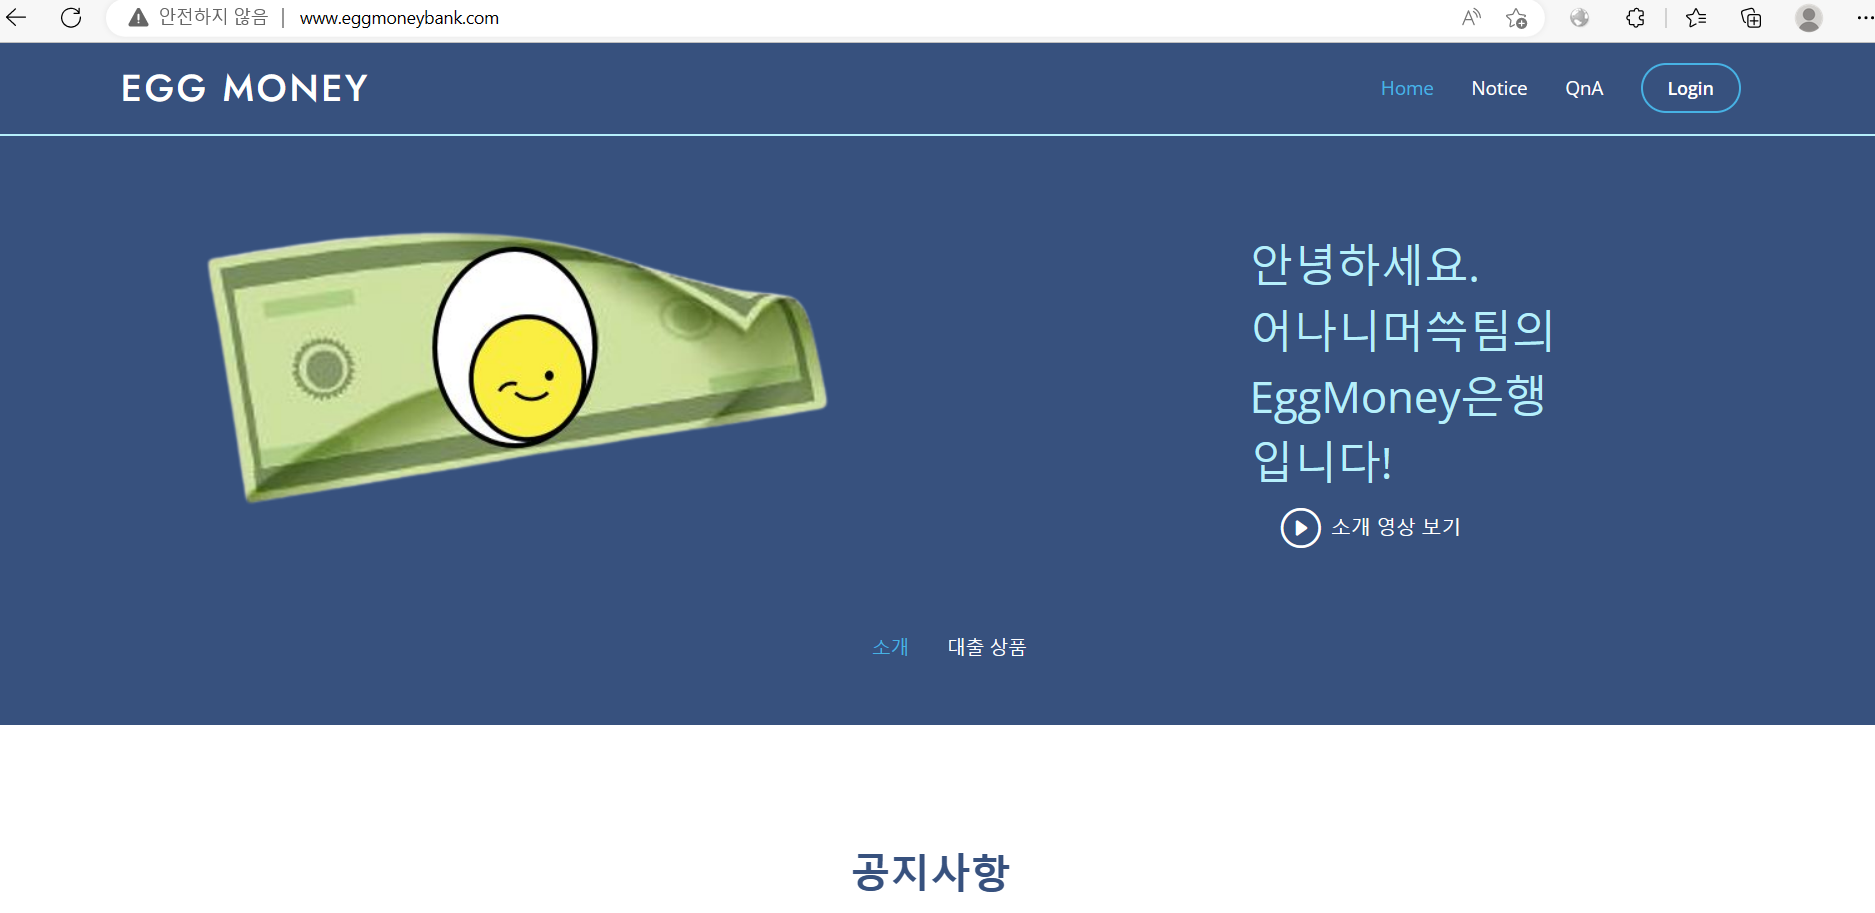 안전하지 않음 | www.eggmoneybank.com
EGG MONEY
Home Notice QnA Login
안녕하세요.
어나니머쓱팀의
EggMoney은행
입니다!
소개 영상 보기
소개 대출 상품
공지사항